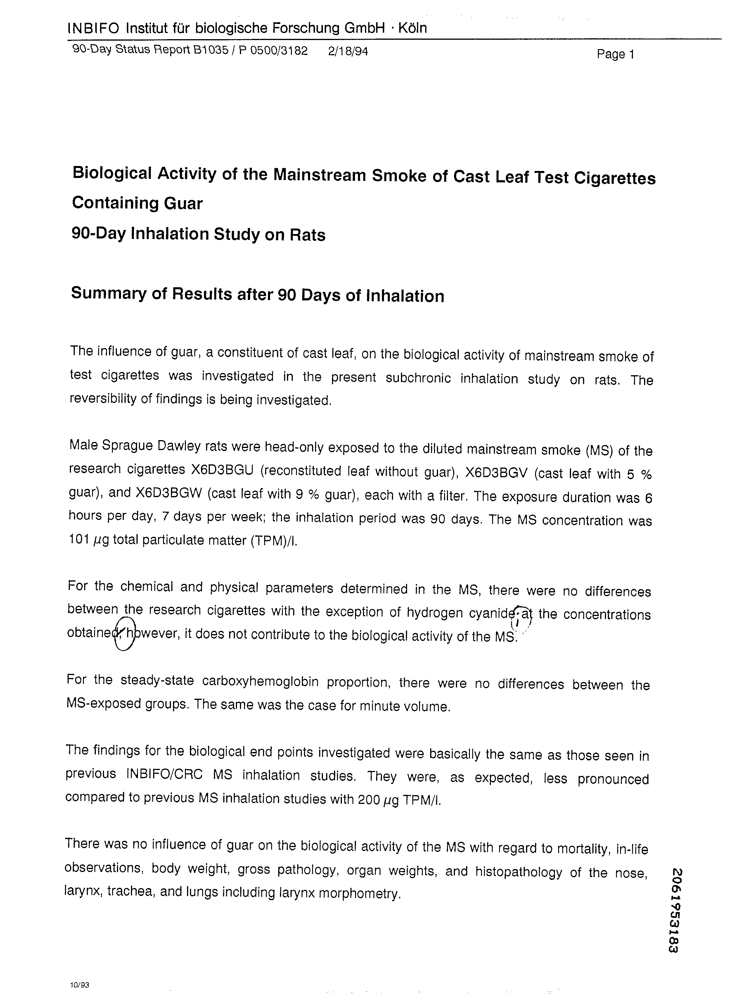 INBIFO Institut für biologische Forschung GmbH · Köln
90-Day Status Report B1035 / P 0500/3182 2/18/94
Page 1
Biological Activity of the Mainstream Smoke of Cast Leaf Test Cigarettes
Containing Guar
90-Day Inhalation Study on Rats
Summary of Results after 90 Days of Inhalation
The influence of guar, a constituent of cast leaf, on the biological activity of mainstream smoke of
test cigarettes was investigated in the present subchronic inhalation study on rats. The
reversibility of findings is being investigated.
Male Sprague Dawley rats were head-only exposed to the diluted mainstream smoke (MS) of the
research cigarettes X6D3BGU (reconstituted leaf without guar), X6D3BGV (cast leaf with 5 %
guar), and X6D3BGW (cast leaf with 9 % guar), each with a filter. The exposure duration was 6
hours per day, 7 days per week; the inhalation period was 90 days. The MS concentration was
101 µg total particulate matter (TPM)/l.
For the chemical and physical parameters determined in the MS, there were no differences
between the research cigarettes with the exception of hydrogen cyanide; at the concentrations
obtained, however, it does not contribute to the biological activity of the MS.
For the steady-state carboxyhemoglobin proportion, there were no differences between the
MS-exposed groups. The same was the case for minute volume.
The findings for the biological end points investigated were basically the same as those seen in
previous INBIFO/CRC MS inhalation studies. They were, as expected, less pronounced
compared to previous MS inhalation studies with 200 µg TPM/l.
There was no influence of guar on the biological activity of the MS with regard to mortality, in-life
observations, body weight, gross pathology, organ weights, and histopathology of the nose,
larynx, trachea, and lungs including larynx morphometry.
2061953183
10/93